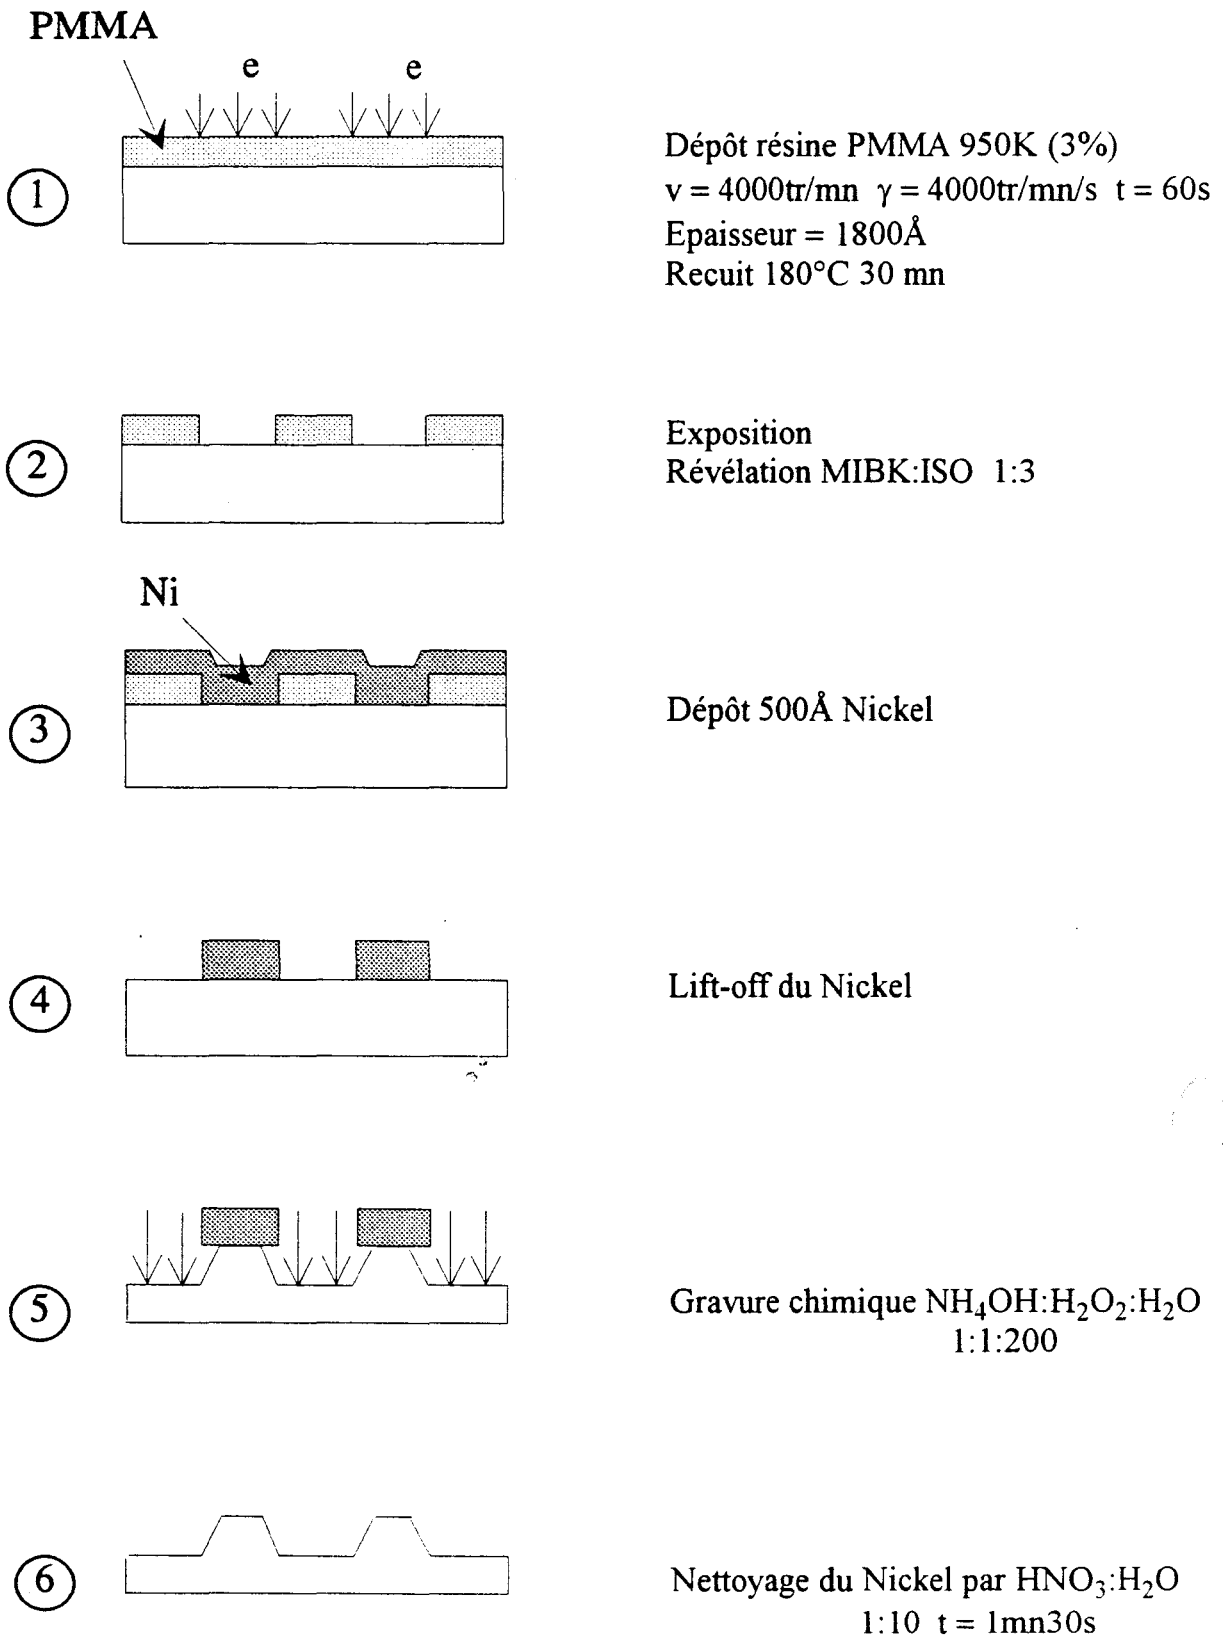 PMMA
e e
1
Dépôt résine PMMA 950K (3%)
v = 4000tr/mn γ = 4000tr/mn/s t = 60s
Epaisseur = 1800Å
Recuit 180°C 30 mn
2
Exposition
Révélation MIBK:ISO 1:3
Ni
3
Dépôt 500Å Nickel
4
Lift-off du Nickel
5
Gravure chimique NH₄OH:H₂O₂:H₂O
1:1:200
6
Nettoyage du Nickel par HNO₃:H₂O
1:10 t = 1mn30s